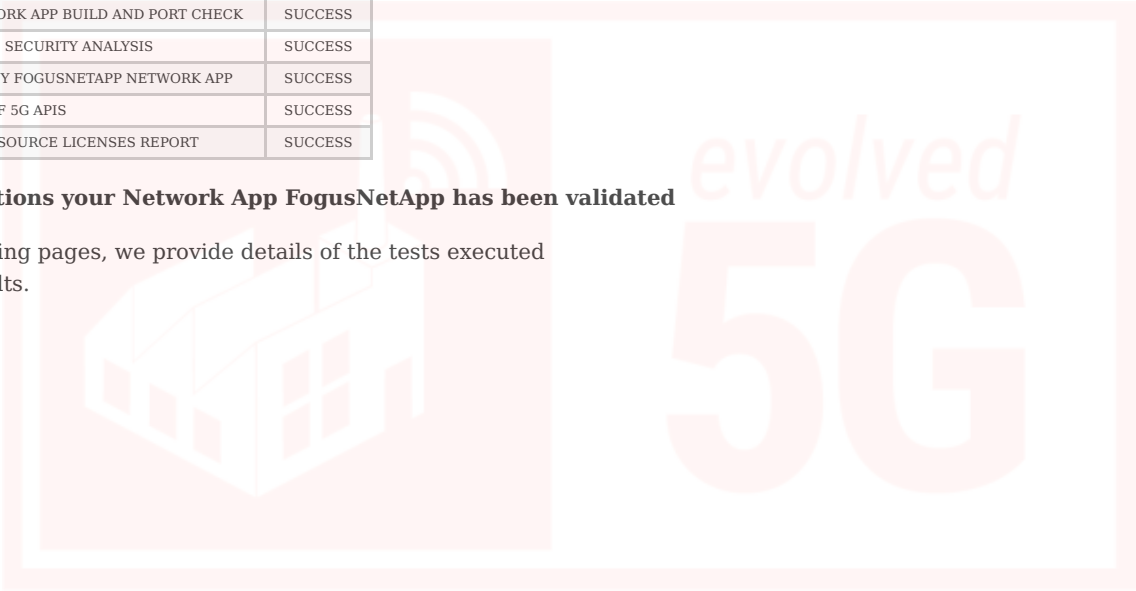 ORK APP BUILD AND PORT CHECK SUCCESS
SECURITY ANALYSIS SUCCESS
Y FOGUSNETAPP NETWORK APP SUCCESS
F 5G APIS SUCCESS
SOURCE LICENSES REPORT SUCCESS
tions your Network App FogusNetApp has been validated
ing pages, we provide details of the tests executed
lts.
evolved
5G